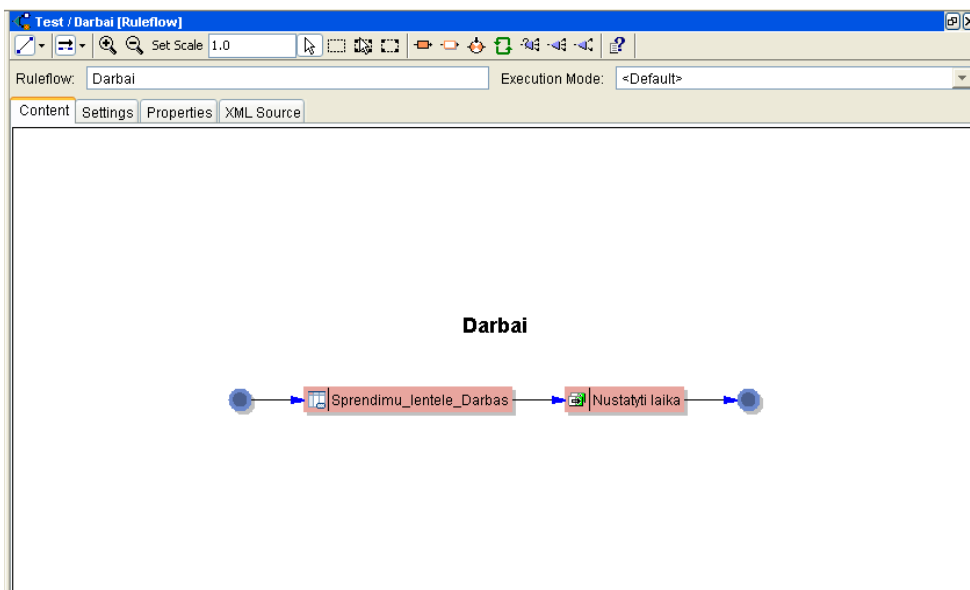 Test / Darbai [Ruleflow]
Set Scale 1.0
Ruleflow: Darbai Execution Mode: <Default>
Content Settings Properties XML Source
Darbai
Sprendimu_lentele_Darbas Nustatyti laika